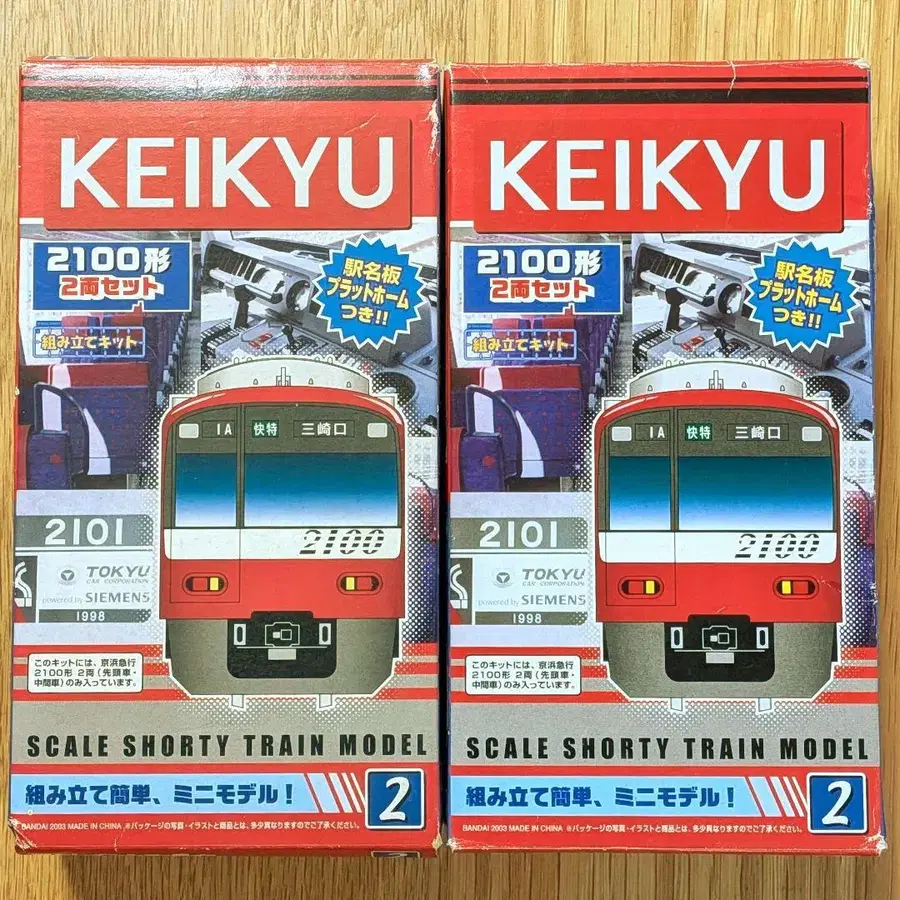 KEIKYU
2100形
2両セット
駅名板
プラットホーム
つき!!
組み立てキット
1A 快特 三崎口
2100
2101
TOKYU
CAR CORPORATION
powered by SIEMENS
1998
このキットには、京浜急行
2100形 2両(先頭車・
中間車)のみ入っています。
SCALE SHORTY TRAIN MODEL
組み立て簡単、ミニモデル!
2
BANDAI 2003 MADE IN CHINA ※パッケージの写真・イラストと商品とは、多少異なりますのでご了承ください。
KEIKYU
2100形
2両セット
駅名板
プラットホーム
つき!!
組み立てキット
1A 快特 三崎口
2100
2101
TOKYU
CAR CORPORATION
powered by SIEMENS
1998
このキットには、京浜急行
2100形 2両(先頭車・
中間車)のみ入っています。
SCALE SHORTY TRAIN MODEL
組み立て簡単、ミニモデル!
2
BANDAI 2003 MADE IN CHINA ※パッケージの写真・イラストと商品とは、多少異なりますのでご了承ください。